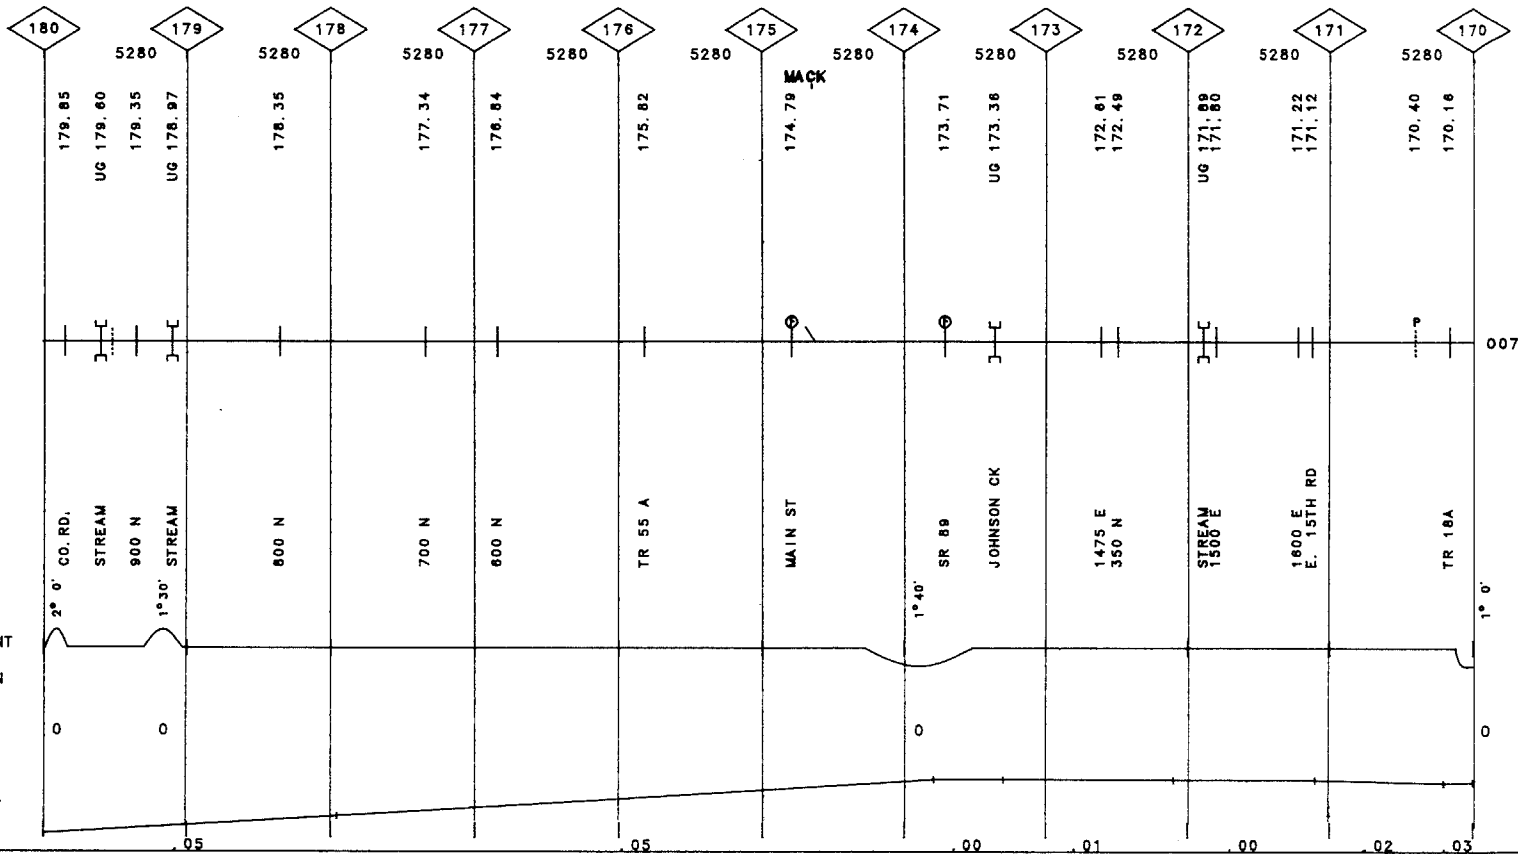 180 179 178 177 176 175 174 173 172 171 170
5280 5280 5280 5280 5280 5280 5280 5280 5280 5280
MACK
179.85
UG 179.60
179.35
UG 178.97
178.35
177.34
176.84
175.82
174.79
173.71
UG 173.36
172.61
172.49
UG 171.89
171.80
171.22
171.12
170.40
170.16
P
007
CO. RD.
STREAM
900 N
STREAM
800 N
700 N
600 N
TR 55 A
MAIN ST
SR 89
JOHNSON CK
1475 E
350 N
STREAM
1500 E
1600 E
E. 15TH RD
TR 18A
2° 0'
1°30'
1°40'
1° 0'
NT
0 0 0 0
.05 .05 .00 .01 .00 .02 .03